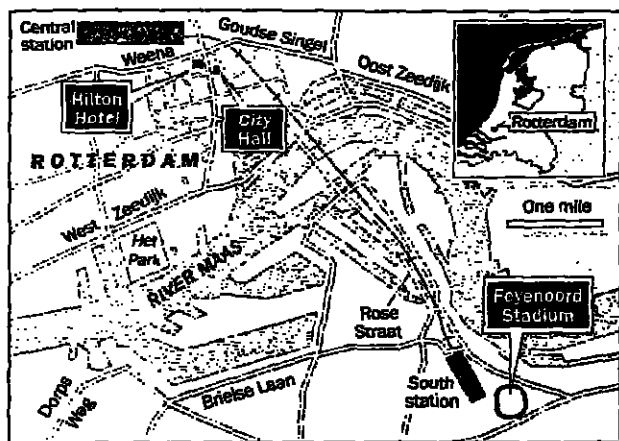 Central
station
Weena
Goudse Singel
Oost Zeedijk
Hilton
Hotel
City
Hall
Rotterdam
ROTTERDAM
West Zeedijk
One mile
Het
Park
RIVER MAAS
Rose
Straat
Feyenoord
Stadium
South
station
Brielse Laan
Dorps
Weg